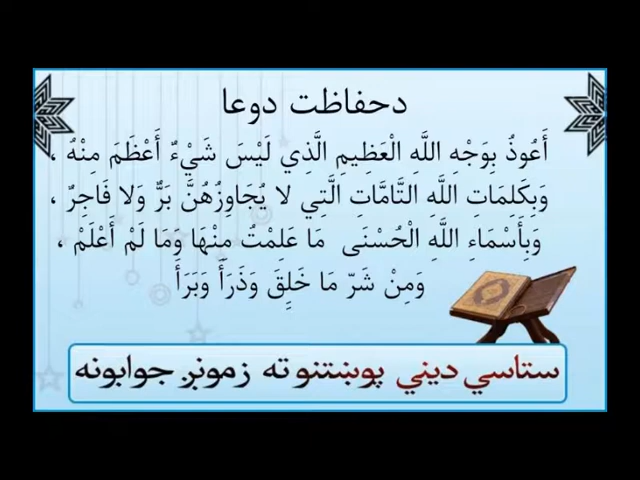 دحفاظت دوعا
أَعُوذُ بِوَجْهِ اللَّهِ الْعَظِيمِ الَّذِي لَيْسَ شَيْءٌ أَعْظَمَ مِنْهُ ،
وَبِكَلِمَاتِ اللَّهِ التَّامَّاتِ الَّتِي لا يُجَاوِزُهُنَّ بَرٌّ وَلا فَاجِرٌ ،
وَبِأَسْمَاءِ اللَّهِ الْحُسْنَى مَا عَلِمْتُ مِنْهَا وَمَا لَمْ أَعْلَمْ ،
وَمِنْ شَرّ مَا خَلِقَ وَذَرَأَ وَبَرَأَ
ستاسي ديني پوښتنو ته زمونږ جوابونه